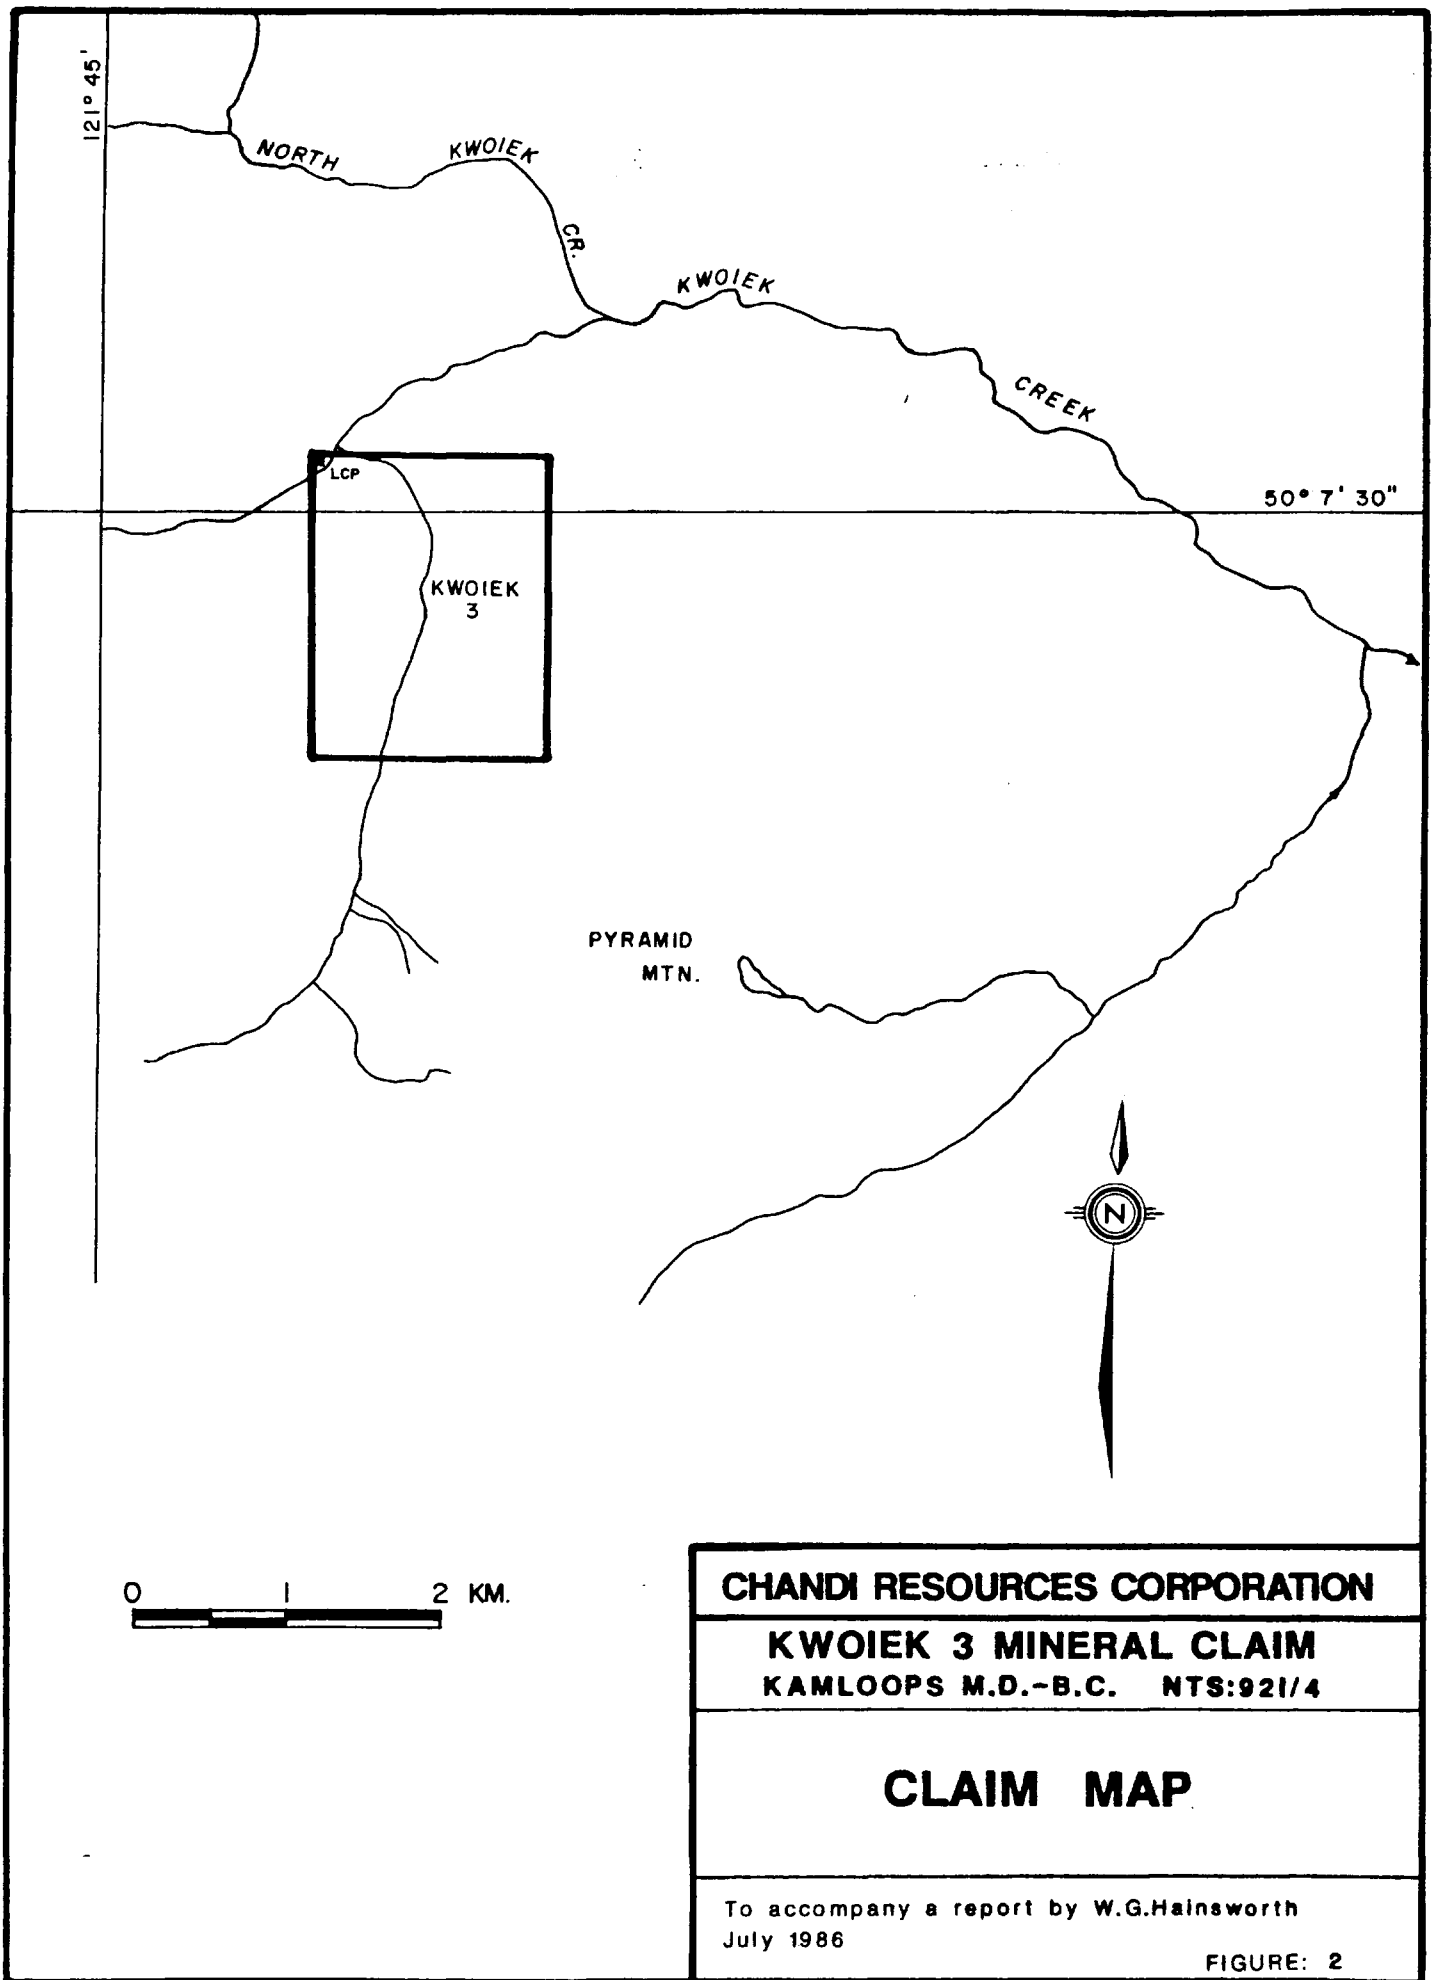 121° 45'
NORTH KWOIEK CR.
KWOIEK CREEK
LCP
50° 7' 30"
KWOIEK
3
PYRAMID
MTN.
N
0 1 2 KM.
CHANDI RESOURCES CORPORATION
KWOIEK 3 MINERAL CLAIM
KAMLOOPS M.D.-B.C. NTS:92I/4
CLAIM MAP
To accompany a report by W.G.Hainsworth
July 1986
FIGURE: 2